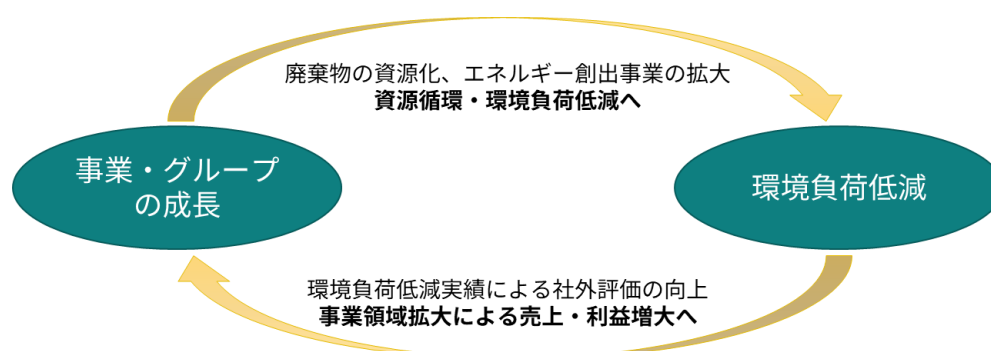 廃棄物の資源化、エネルギー創出事業の拡大
資源循環・環境負荷低減へ
事業・グループ
の成長
環境負荷低減
環境負荷低減実績による社外評価の向上
事業領域拡大による売上・利益増大へ